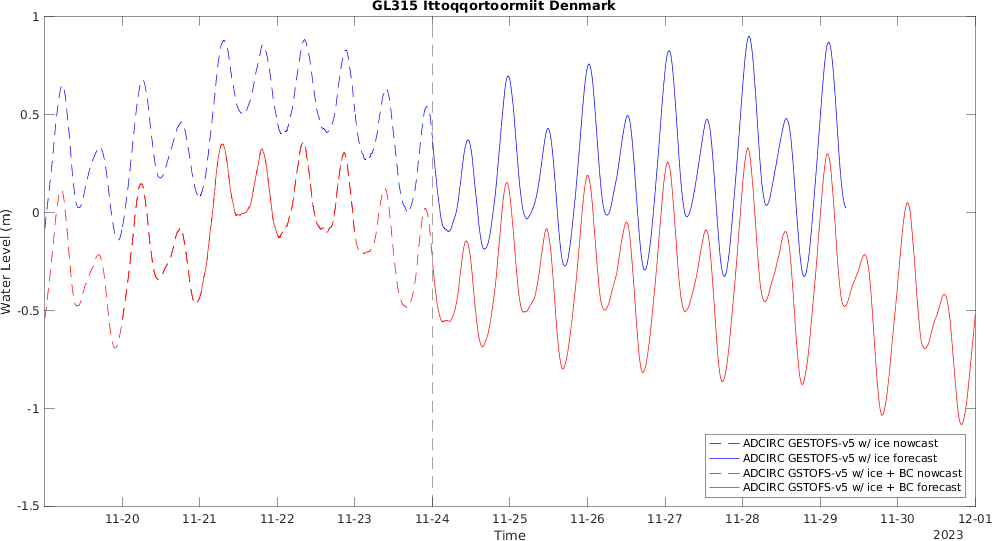 GL315 Ittoqqortoormiit Denmark
1
0.5
0
-0.5
-1
-1.5
Water Level (m)
ADCIRC GESTOFS-v5 w/ ice nowcast
ADCIRC GESTOFS-v5 w/ ice forecast
ADCIRC GSTOFS-v5 w/ ice + BC nowcast
ADCIRC GSTOFS-v5 w/ ice + BC forecast
11-20 11-21 11-22 11-23 11-24 11-25 11-26 11-27 11-28 11-29 11-30 12-01
Time
2023